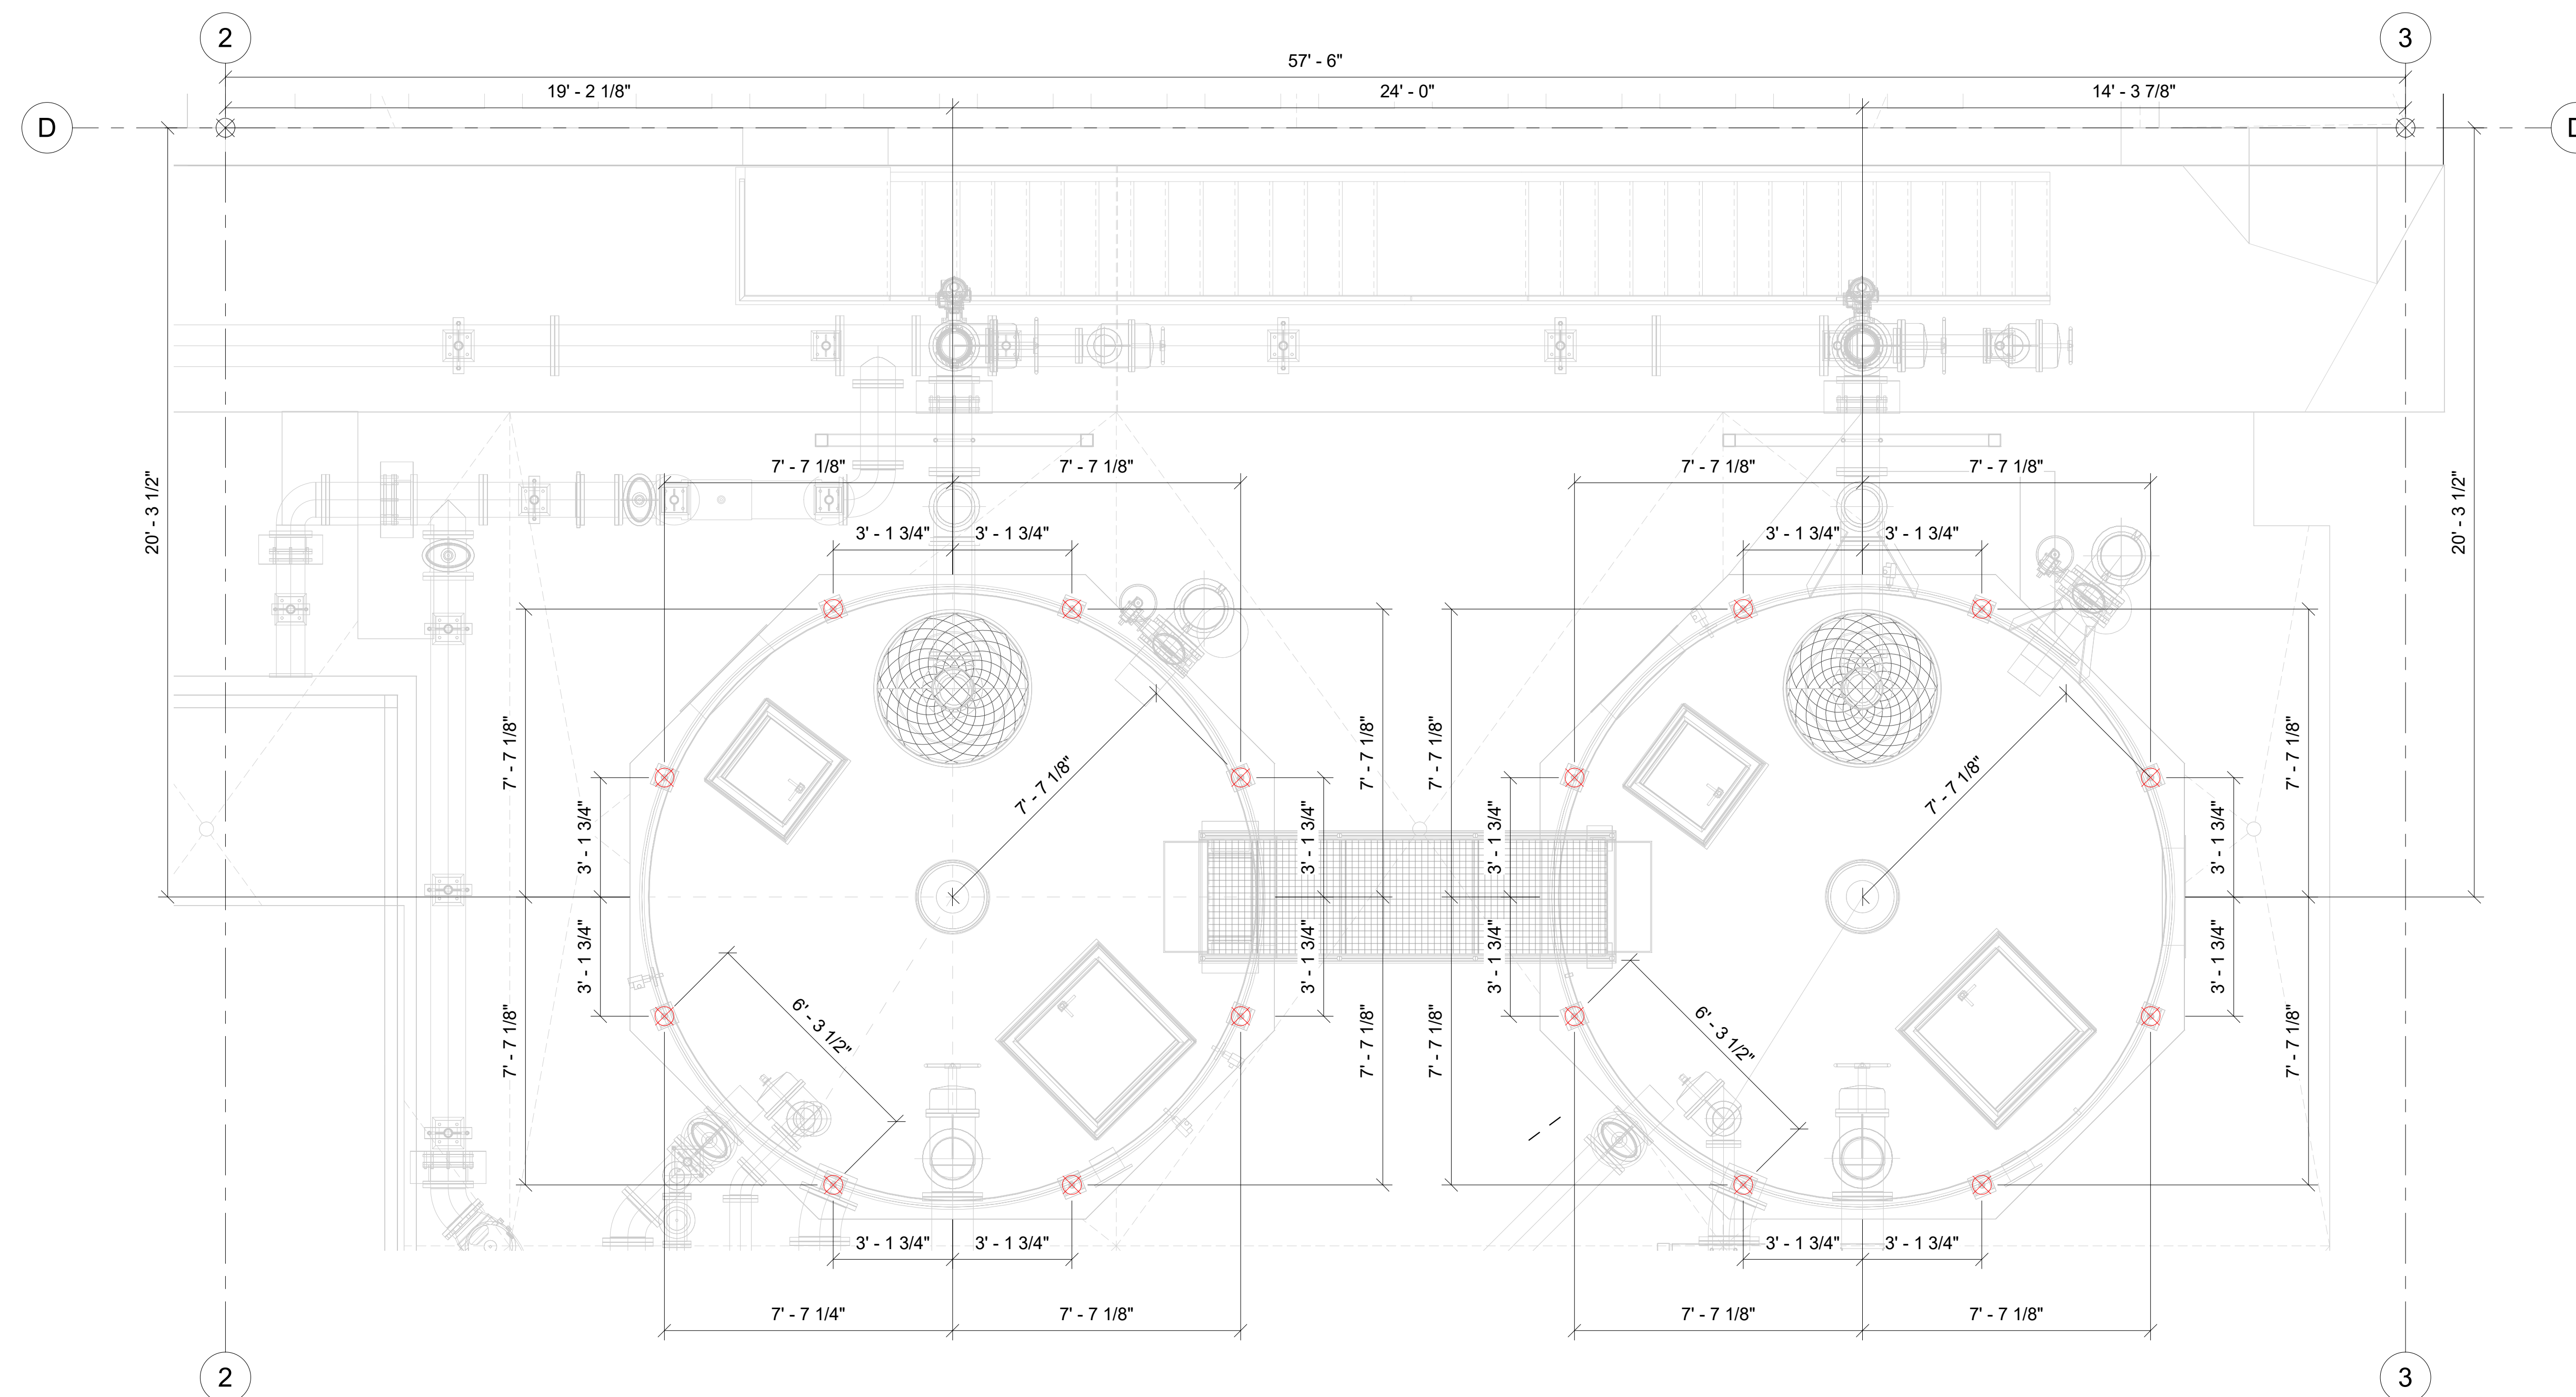 2
3
57' - 6"
19' - 2 1/8"
24' - 0"
14' - 3 7/8"
D
7' - 7 1/8"
7' - 7 1/8"
7' - 7 1/8"
7' - 7 1/8"
20' - 3 1/2"
20' - 3 1/2"
3' - 1 3/4"
3' - 1 3/4"
3' - 1 3/4"
3' - 1 3/4"
7' - 7 1/8"
7' - 7 1/8"
7' - 7 1/8"
7' - 7 1/8"
7' - 7 1/8"
7' - 7 1/8"
3' - 1 3/4"
3' - 1 3/4"
3' - 1 3/4"
3' - 1 3/4"
3' - 1 3/4"
3' - 1 3/4"
3' - 1 3/4"
3' - 1 3/4"
6' - 3 1/2"
6' - 3 1/2"
7' - 7 1/8"
7' - 7 1/8"
7' - 7 1/8"
7' - 7 1/8"
3' - 1 3/4"
3' - 1 3/4"
3' - 1 3/4"
3' - 1 3/4"
7' - 7 1/4"
7' - 7 1/8"
7' - 7 1/8"
7' - 7 1/8"
2
3